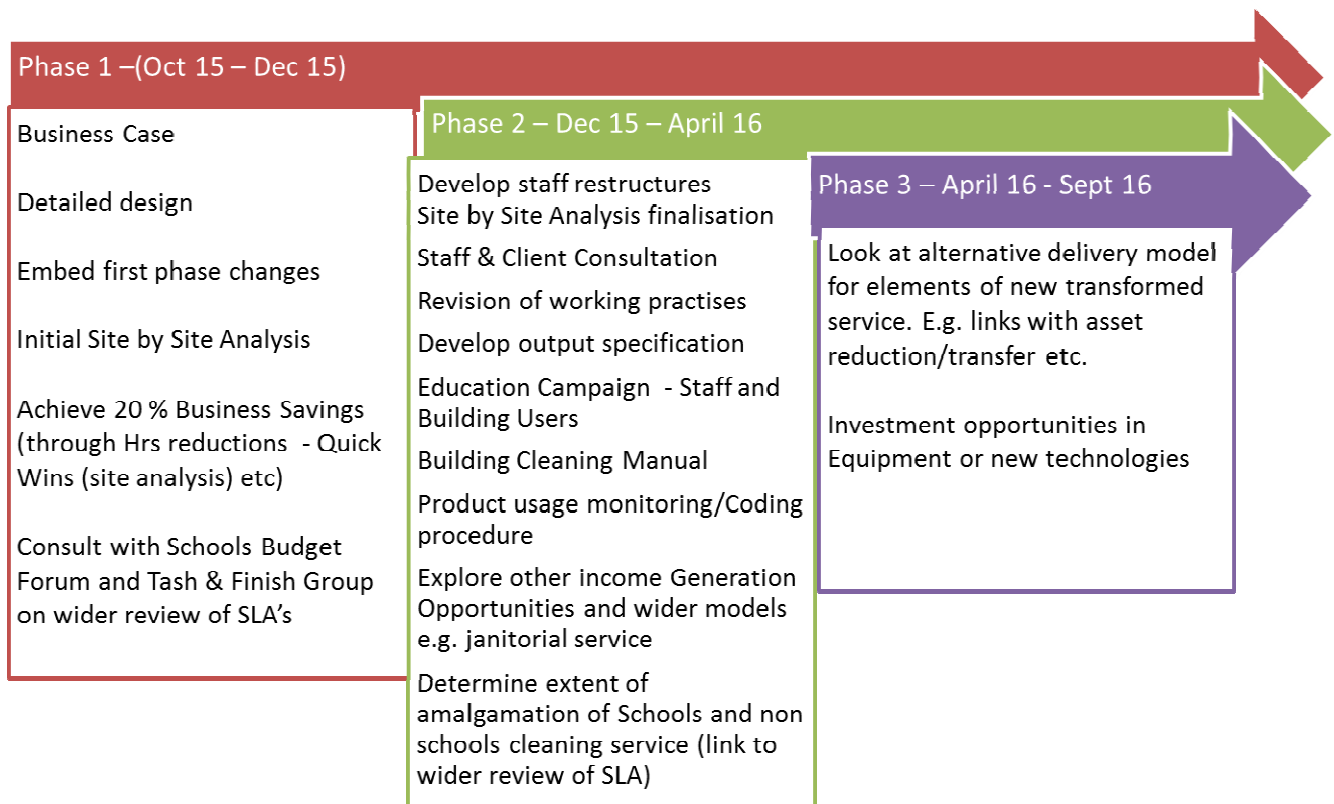 Phase 1 –(Oct 15 – Dec 15)
Business Case
Detailed design
Embed first phase changes
Initial Site by Site Analysis
Achieve 20 % Business Savings
(through Hrs reductions  - Quick
Wins (site analysis) etc)
Consult with Schools Budget
Forum and Tash & Finish Group
on wider review of SLA’s
Phase 2 – Dec 15 – April 16
Develop staff restructures
Site by Site Analysis finalisation
Staff & Client Consultation
Revision of working practises
Develop output specification
Education Campaign  - Staff and
Building Users
Building Cleaning Manual
Product usage monitoring/Coding
procedure
Explore other income Generation
Opportunities and wider models
e.g. janitorial service
Determine extent of
amalgamation of Schools and non
schools cleaning service (link to
wider review of SLA)
Phase 3 – April 16 - Sept 16
Look at alternative delivery model
for elements of new transformed
service. E.g. links with asset
reduction/transfer etc.
Investment opportunities in
Equipment or new technologies